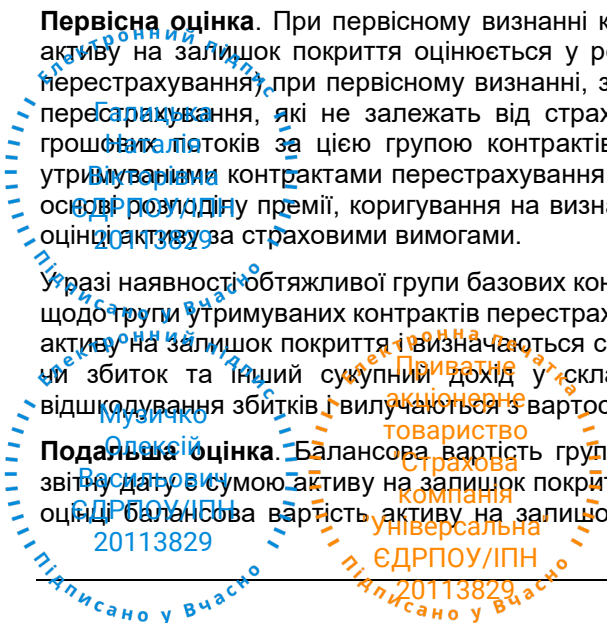 Первісна оцінка. При первісному визнанні к
активу на залишок покриття оцінюється у р
перестрахування) при первісному визнанні, з
перестрахування, які не залежать від страх
грошових потоків за цією групою контрактів
утримуваними контрактами перестрахування
основі розподілу премії, коригування на визна
оцінці активу за страховими вимогами.
У разі наявності обтяжливої групи базових кон
щодо групи утримуваних контрактів перестрах
активу на залишок покриття і визначаються с
чи збиток та інший сукупний дохід у скла
відшкодування збитків і вилучаються з вартос
Подальша оцінка. Балансова вартість груп
звітну дату є сумою активу на залишок покрит
оцінці балансова вартість активу на залишо
Електронний підпис
Галицька
Наталія
Вікторівна
ЄДРПОУ/ІПН
20113829
Підписано у Вчасно
Електронний підпис
Музичко
Олексій
Васильович
ЄДРПОУ/ІПН
20113829
Підписано у Вчасно
Електронна печатка
Приватне
акціонерне
товариство
"Страхова
компанія
"Універсальна"
ЄДРПОУ/ІПН
20113829
Підписано у Вчасно